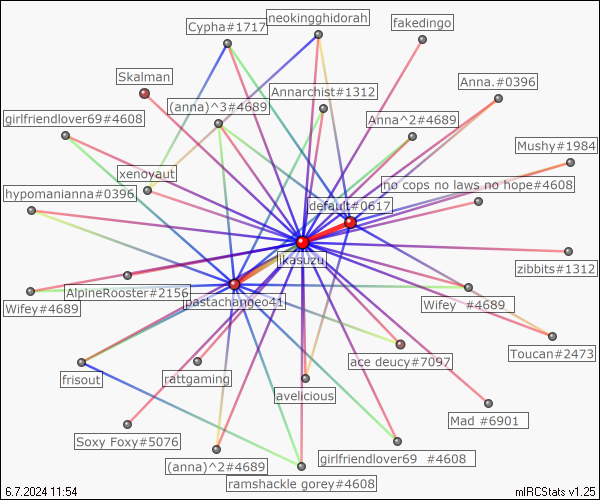 neokingghidorah
Cypha#1717
fakedingo
Skalman
Anna.#0396
Annarchist#1312
(anna)^3#4689
girlfriendlover69#4608
Anna^2#4689
Mushy#1984
xenoyaut
no cops no laws no hope#4608
hypomanianna#0396
default#0617
jkasuzu
zibbits#1312
AlpineRooster#2156
pastachangeo41
Wifey#4689
Wifey   #4689
Toucan#2473
ace deucy#7097
frisout
rattgaming
avelicious
Mad #6901
Soxy Foxy#5076
girlfriendlover69  #4608
(anna)^2#4689
ramshackle gorey#4608
6.7.2024 11:54
mIRCStats v1.25